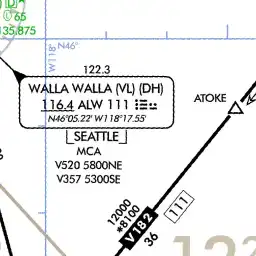 65
135.875
N46°
W118°
122.3
WALLA WALLA (VL) (DH)
116.4 ALW 111
N46°05.22' W118°17.55'
SEATTLE
MCA
V520 5800NE
V357 5300SE
ATOKE
12000
*8100
V182
36
111